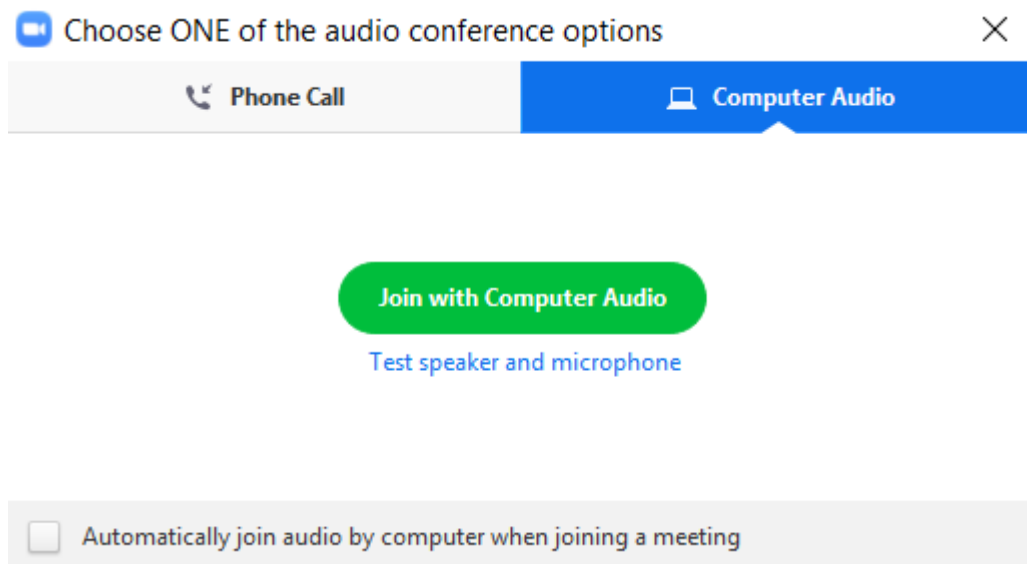 Choose ONE of the audio conference options
Phone Call
Computer Audio
Join with Computer Audio
Test speaker and microphone
Automatically join audio by computer when joining a meeting